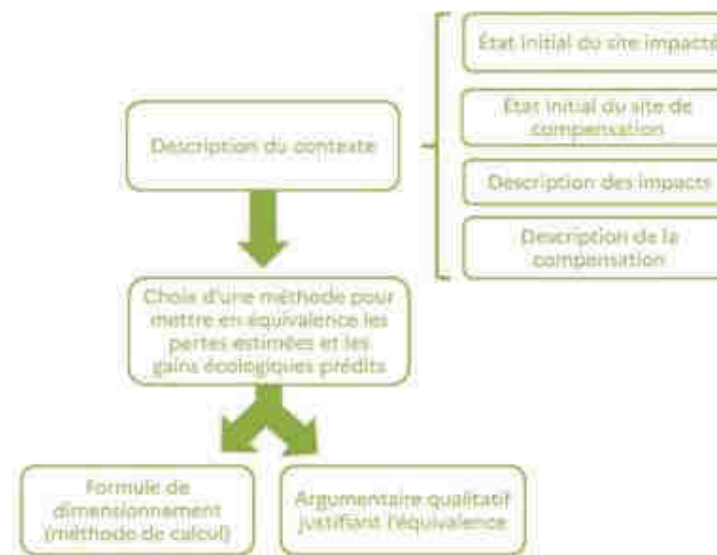 État initial du site impacté
État initial du site de
compensation
Description du contexte
Description des impacts
Description de la
compensation
Choix d'une méthode pour
mettre en équivalence les
pertes estimées et les
gains écologiques prédits
Formule de
dimensionnement
(méthode de calcul)
Argumentaire qualitatif
justifiant l'équivalence